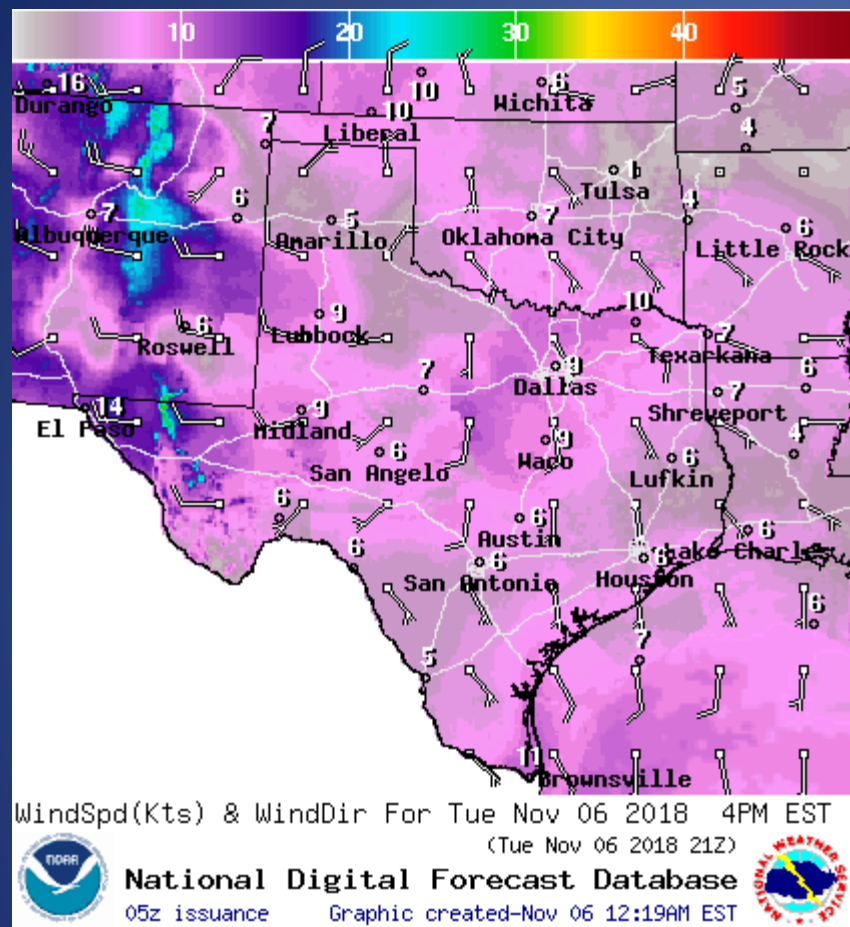 10 20 30 40
16 10 6 5
Durango Wichita
10 4
7 Liberal
1
Tulsa
7 6 5 7 4 6
Albuquerque Amarillo Oklahoma City Little Rock
9 10
6 Lubbock 7
Roswell 9 Texarkana
7 Dallas 6
14 9 7
El Paso Midland Shreveport
6 9 6 4
San Angelo Waco Lufkin
6 6 6
Austin Lake Charles
6 6 6
San Antonio Houston
6
7
5
11
Brownsville
WindSpd(Kts) & WindDir For Tue Nov 06 2018 4PM EST
(Tue Nov 06 2018 21Z)
National Digital Forecast Database
05z issuance Graphic created-Nov 06 12:19AM EST
NOAA
NATIONAL WEATHER SERVICE